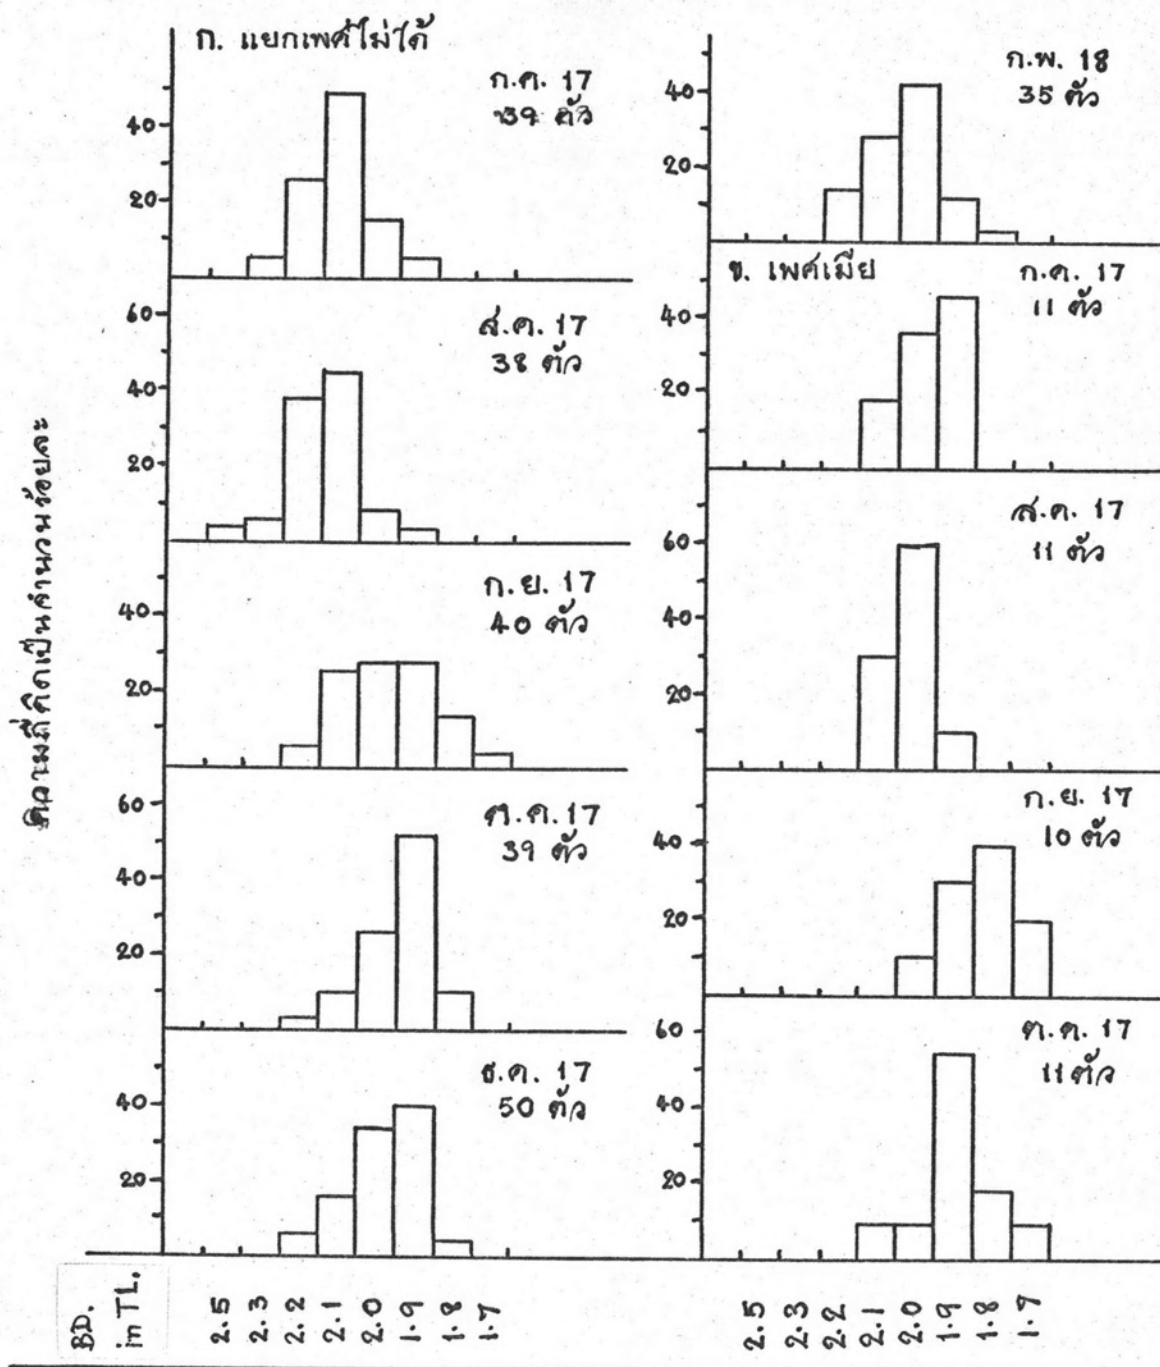 ความถี่คิดเป็นจำนวนร้อยละ
ก. แยกเพศไม่ได้
ก.ค. 17
39 ตัว
40
20
ส.ค. 17
38 ตัว
60
40
20
ก.ย. 17
40 ตัว
40
20
ต.ค. 17
39 ตัว
60
40
20
ธ.ค. 17
50 ตัว
40
20
BD.
in TL.
2.5 2.3 2.2 2.1 2.0 1.9 1.8 1.7
ก.พ. 18
35 ตัว
40
20
ข. เพศเมีย
ก.ค. 17
11 ตัว
40
20
ส.ค. 17
11 ตัว
60
40
20
ก.ย. 17
10 ตัว
40
20
ต.ค. 17
11 ตัว
60
40
20
2.5 2.3 2.2 2.1 2.0 1.9 1.8 1.7